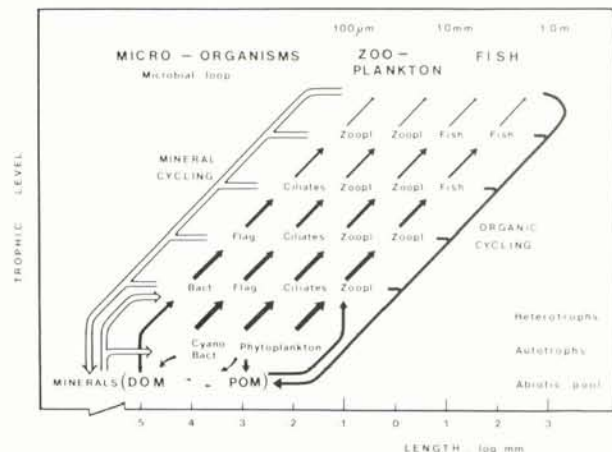 100µm 10mm 1.0m
MICRO - ORGANISMS ZOO - FISH
PLANKTON
Microbial loop
Zoopl Zoopl Fish Fish
MINERAL
CYCLING
Ciliates Zoopl Zoopl Fish
Flag Ciliates Zoopl Zoopl
ORGANIC
CYCLING
Bact Flag Ciliates Zoopl
TROPHIC LEVEL
Heterotrophs
Cyano Phytoplankton
Bact
Autotrophs
MINERALS (DOM - - - POM)
Abiotic pool
5 4 3 2 .1 0 1 2 3
LENGTH . log mm